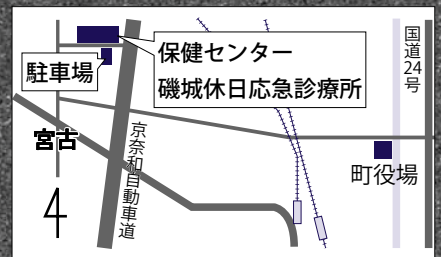 保健センター
磯城休日応急診療所
駐車場
国道24号
宮古
京奈和自動車道
町役場